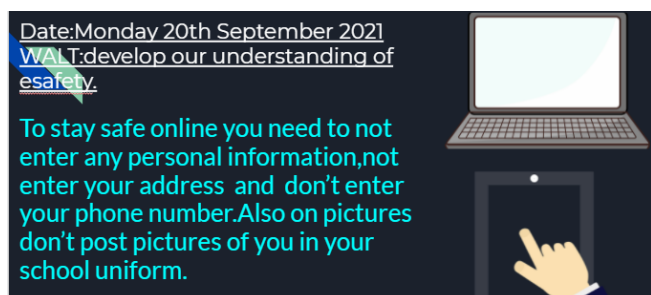 Date:Monday 20th September 2021
WALT:develop our understanding of
esafety.
To stay safe online you need to not
enter any personal information,not
enter your address  and  don't enter
your phone number.Also on pictures
don't post pictures of you in your
school uniform.